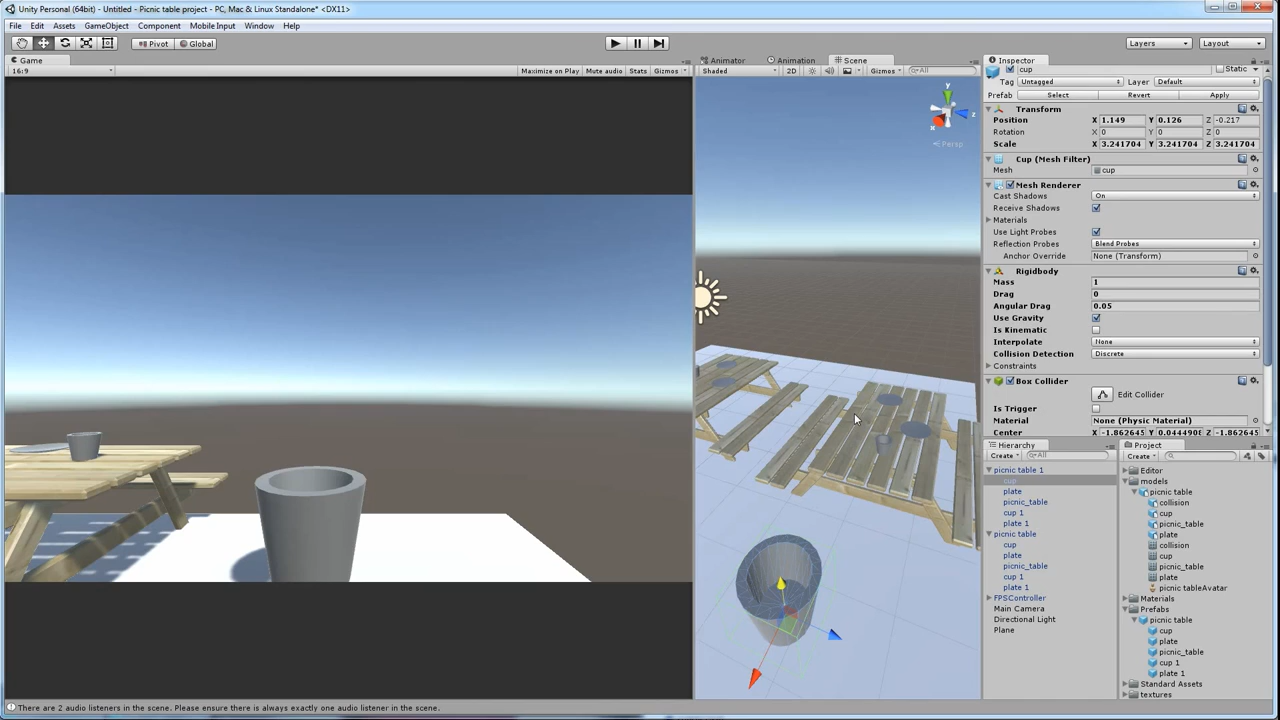 Unity Personal (64bit) - Untitled - Picnic table project - PC, Mac & Linux Standalone* <DX11>
File Edit Assets GameObject Component Mobile Input Window Help
Pivot Global Layers Layout
Game Animator Animation Scene Inspector
16:9 Maximize on Play Mute audio Stats Gizmos Shaded 2D Gizmos All
cup Static
Tag Untagged Layer Default
Prefab Select Revert Apply
Transform
Position X 1.149 Y 0.126 Z -0.217
Rotation X 0 Y 0 Z 0
Scale X 3.241704 Y 3.241704 Z 3.241704
Cup (Mesh Filter)
Mesh cup
Mesh Renderer
Cast Shadows On
Receive Shadows
Materials
Use Light Probes
Reflection Probes Blend Probes
Anchor Override None (Transform)
Rigidbody
Mass 1
Drag 0
Angular Drag 0.05
Use Gravity
Is Kinematic
Interpolate None
Collision Detection Discrete
Constraints
Box Collider
Edit Collider
Is Trigger
Material None (Physic Material)
Center X -1.862645 Y 0.044490 Z -1.862645
y
z
x
Persp
Hierarchy
Create All
picnic table 1
cup
plate
picnic_table
cup 1
plate 1
picnic table
cup
plate
picnic_table
cup 1
plate 1
FPSController
Main Camera
Directional Light
Plane
Project
Create
Editor
models
picnic table
collision
cup
picnic_table
plate
collision
cup
picnic_table
plate
picnic tableAvatar
Materials
Prefabs
picnic table
cup
plate
picnic_table
cup 1
plate 1
Standard Assets
textures
There are 2 audio listeners in the scene. Please ensure there is always exactly one audio listener in the scene.